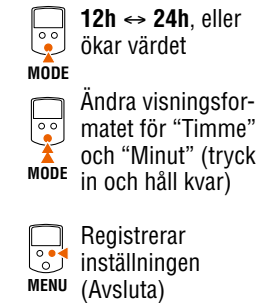 12h ↔ 24h, eller
ökar värdet
MODE
Ändra visningsfor-
matet för “Timme”
och “Minut” (tryck
in och håll kvar)
MODE
Registrerar
inställningen
(Avsluta)
MENU